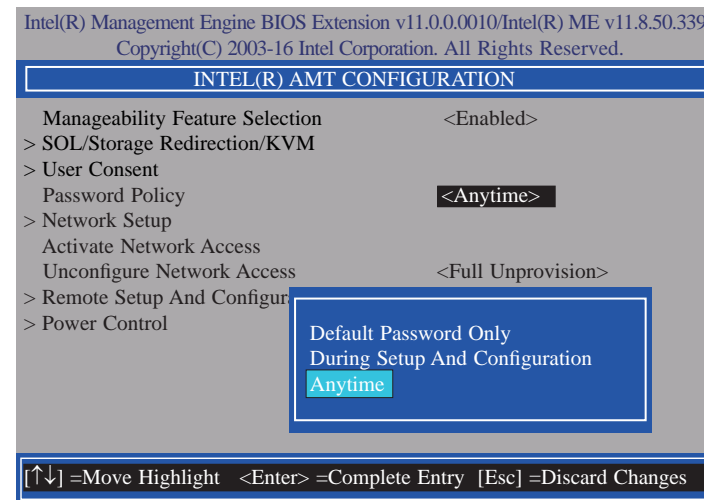 Intel(R) Management Engine BIOS Extension v11.0.0.0010/Intel(R) ME v11.8.50.339
Copyright(C) 2003-16 Intel Corporation. All Rights Reserved.
INTEL(R) AMT CONFIGURATION
Manageability Feature Selection <Enabled>
> SOL/Storage Redirection/KVM
> User Consent
Password Policy <Anytime>
> Network Setup
Activate Network Access
Unconfigure Network Access <Full Unprovision>
> Remote Setup And Configura
> Power Control
Default Password Only
During Setup And Configuration
Anytime
[↑↓] =Move Highlight <Enter> =Complete Entry [Esc] =Discard Changes